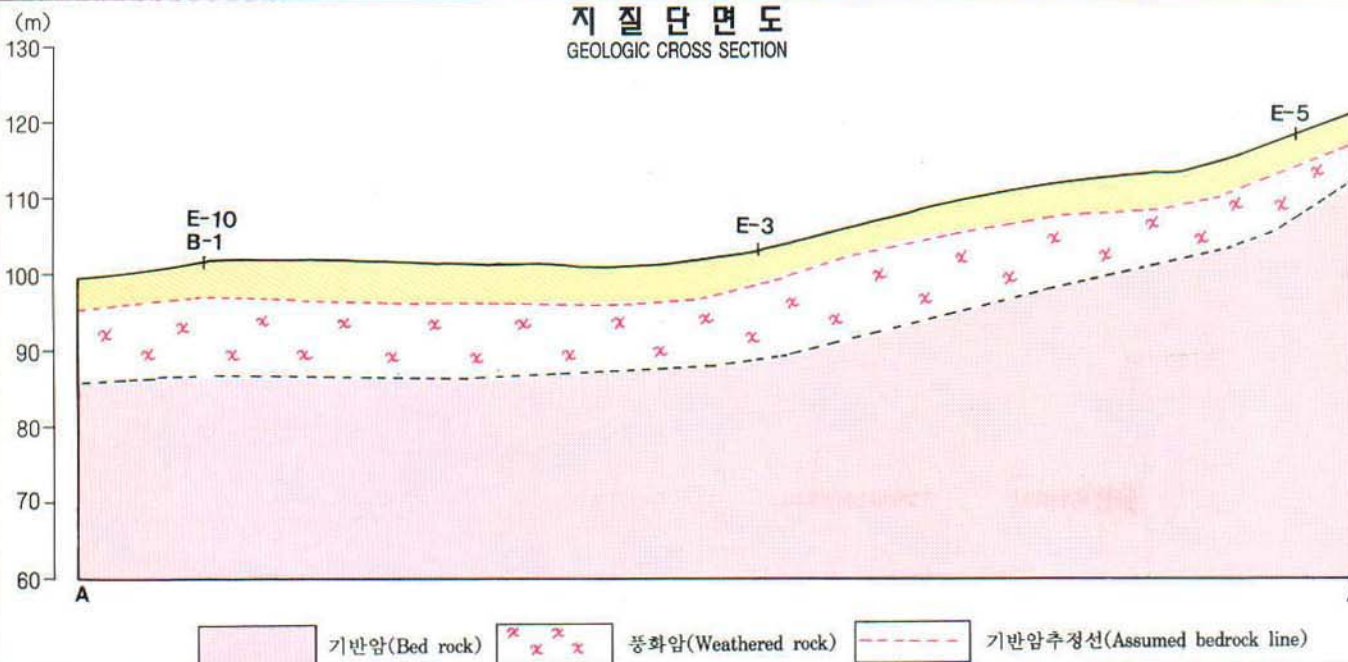 지 질 단 면 도
GEOLOGIC CROSS SECTION
(m)
130
120
110
100
90
80
70
60
E-10
B-1
E-3
E-5
A
기반암(Bed rock)
풍화암(Weathered rock)
기반암추정선(Assumed bedrock line)